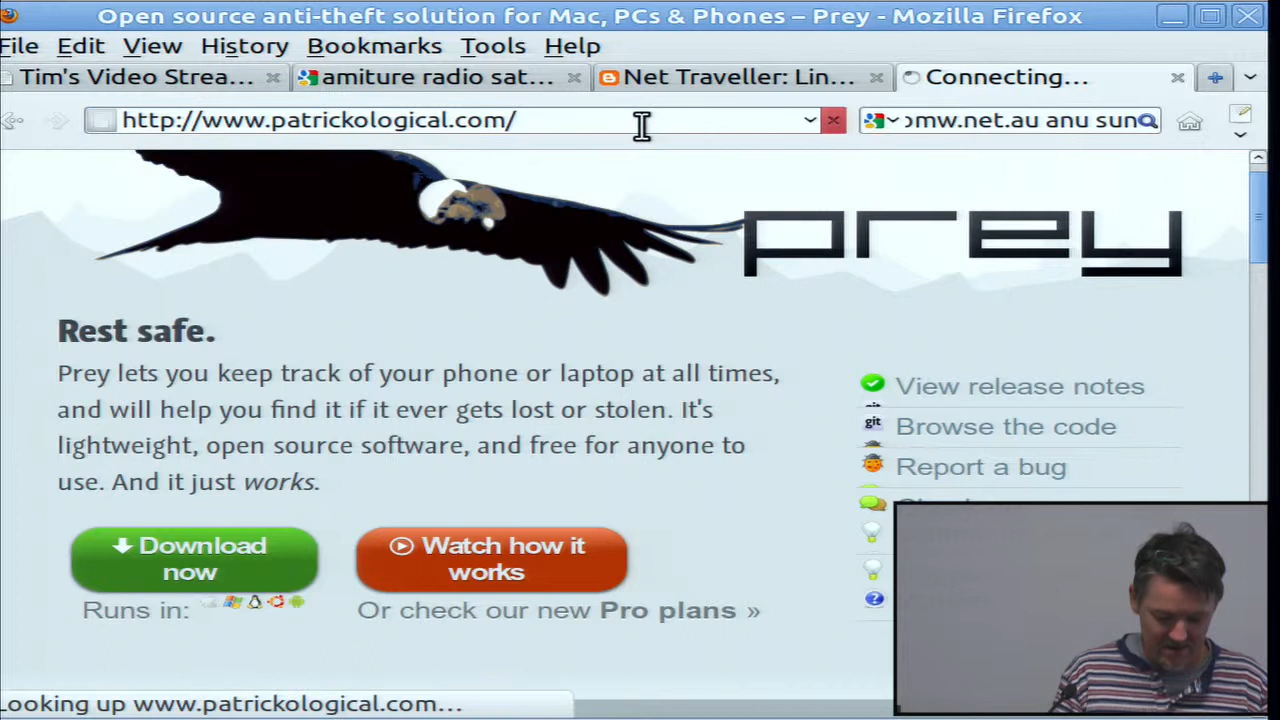 Open source anti-theft solution for Mac, PCs & Phones – Prey - Mozilla Firefox
File Edit View History Bookmarks Tools Help
Tim's Video Strea... amiture radio sat... Net Traveller: Lin... Connecting...
http://www.patrickological.com/ omw.net.au anu sun
prey
Rest safe.
Prey lets you keep track of your phone or laptop at all times,
and will help you find it if it ever gets lost or stolen. It's
lightweight, open source software, and free for anyone to
use. And it just works.
View release notes
git Browse the code
Report a bug
Download
now
Watch how it
works
Runs in:
Or check our new Pro plans »
Looking up www.patrickological.com...